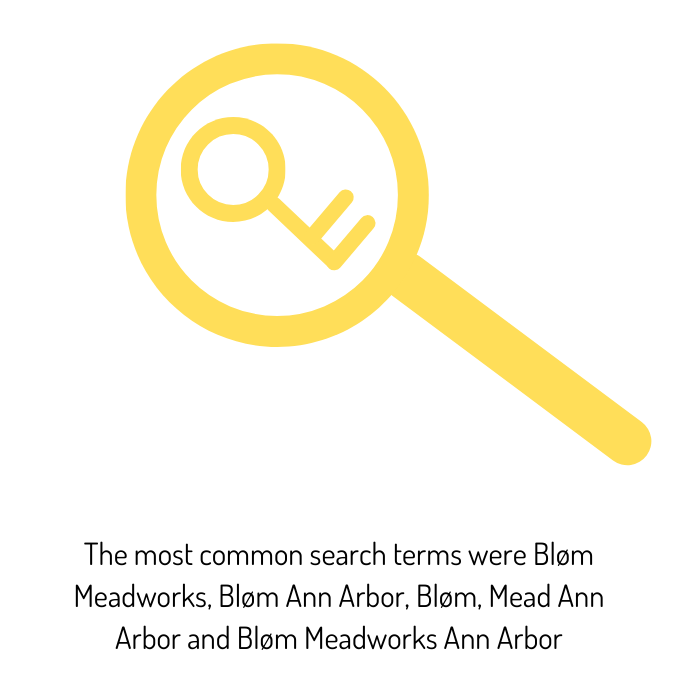 The most common search terms were Bløm
Meadworks, Bløm Ann Arbor, Bløm, Mead Ann
Arbor and Bløm Meadworks Ann Arbor